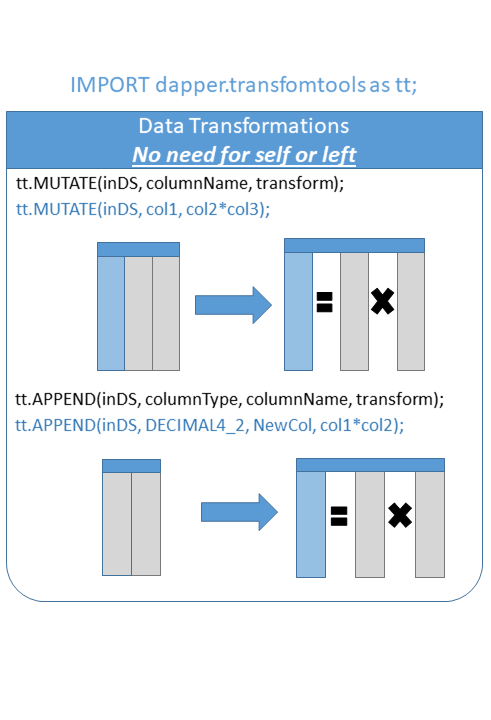 IMPORT dapper.transfomtools as tt;
Data Transformations
No need for self or left
tt.MUTATE(inDS, columnName, transform);
tt.MUTATE(inDS, col1, col2*col3);
tt.APPEND(inDS, columnType, columnName, transform);
tt.APPEND(inDS, DECIMAL4_2, NewCol, col1*col2);